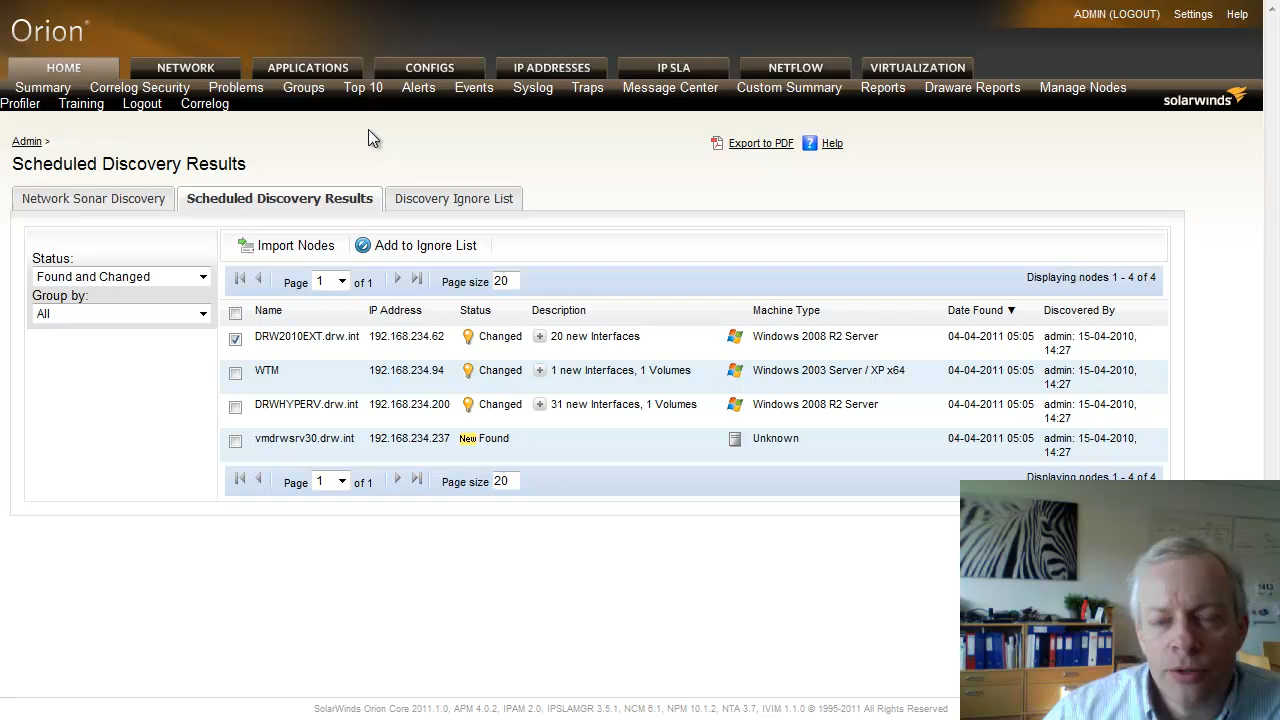 Orion
ADMIN (LOGOUT) Settings Help
HOME NETWORK APPLICATIONS CONFIGS IP ADDRESSES IP SLA NETFLOW VIRTUALIZATION
Summary Correlog Security Problems Groups Top 10 Alerts Events Syslog Traps Message Center Custom Summary Reports Draware Reports Manage Nodes
Profiler Training Logout Correlog
solarwinds
Admin >
Export to PDF ? Help
Scheduled Discovery Results
Network Sonar Discovery Scheduled Discovery Results Discovery Ignore List
Import Nodes Add to Ignore List
Status:
Found and Changed
Group by:
All
Page 1 of 1 Page size 20 Displaying nodes 1 - 4 of 4
Name IP Address Status Description Machine Type Date Found ▼ Discovered By
DRW2010EXT.drw.int 192.168.234.62 Changed 20 new Interfaces Windows 2008 R2 Server 04-04-2011 05:05 admin: 15-04-2010,
14:27
WTM 192.168.234.94 Changed 1 new Interfaces, 1 Volumes Windows 2003 Server / XP x64 04-04-2011 05:05 admin: 15-04-2010,
14:27
DRWHYPERV.drw.int 192.168.234.200 Changed 31 new Interfaces, 1 Volumes Windows 2008 R2 Server 04-04-2011 05:05 admin: 15-04-2010,
14:27
vmdrwsrv30.drw.int 192.168.234.237 New Found Unknown 04-04-2011 05:05 admin: 15-04-2010,
14:27
Page 1 of 1 Page size 20 Displaying nodes 1 - 4 of 4
SolarWinds Orion Core 2011.1.0, APM 4.0.2, IPAM 2.0, IPSLAMGR 3.5.1, NCM 6.1, NPM 10.1.2, NTA 3.7, IVIM 1.1.0 © 1995-2011 All Rights Reserved